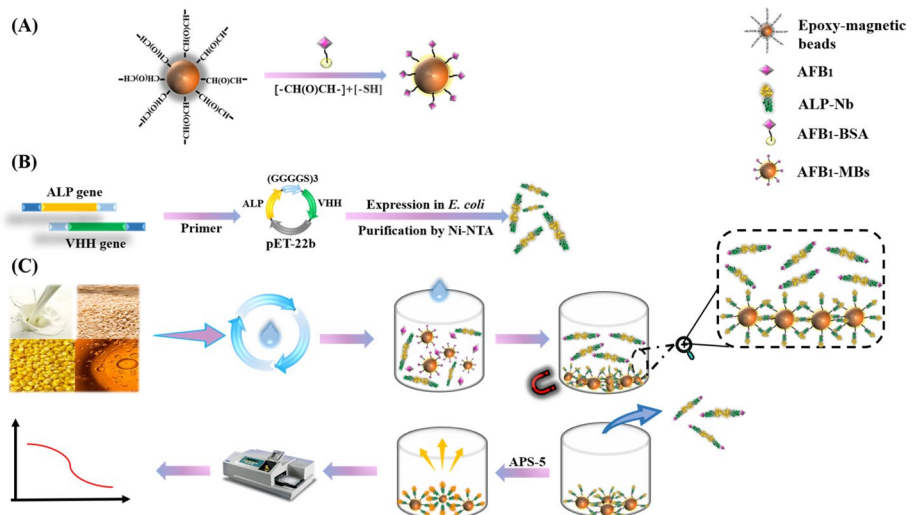 (A)
CH(O)CH-
CH(O)CH-
CH(O)CH-
CH(O)CH-
CH(O)CH-
CH(O)CH-
CH(O)CH-
CH(O)CH-
[-CH(O)CH-]+[-SH]
Epoxy-magnetic
beads
AFB1
ALP-Nb
AFB1-BSA
AFB1-MBs
(B)
ALP gene
VHH gene
Primer
(GGGGS)3
ALP
VHH
pET-22b
Expression in E. coli
Purification by Ni-NTA
(C)
APS-5